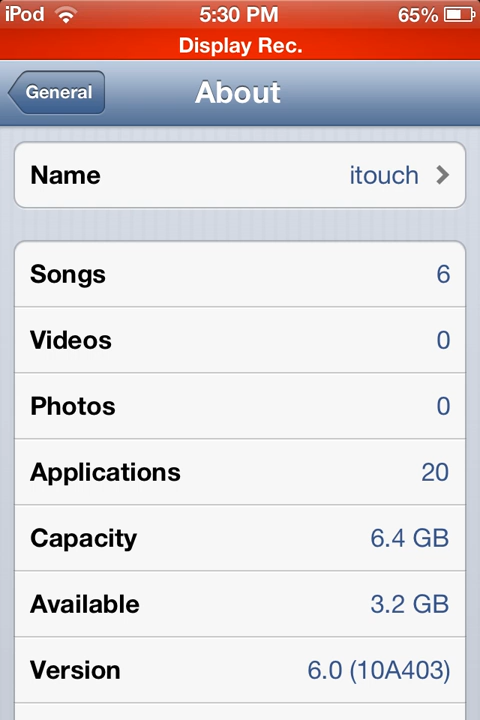 iPod 5:30 PM 65%
Display Rec.
General About
Name itouch
Songs 6
Videos 0
Photos 0
Applications 20
Capacity 6.4 GB
Available 3.2 GB
Version 6.0 (10A403)